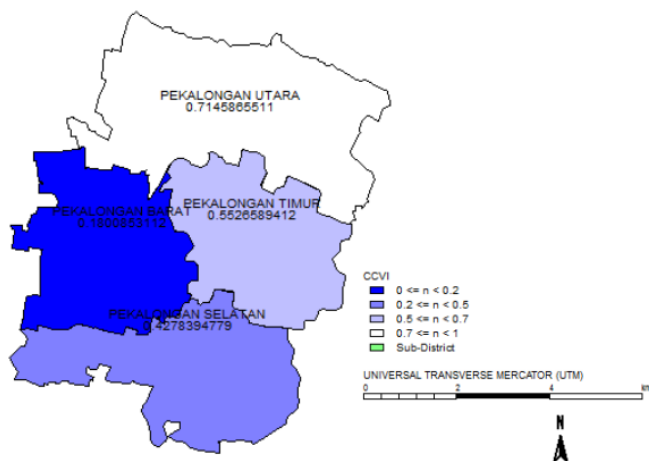 PEKALONGAN UTARA
0.7145865511
PEKALONGAN BARAT
0.1800853112
PEKALONGAN TIMUR
0.5526589412
PEKALONGAN SELATAN
0.4278394779
CCVI
0 <= n < 0.2
0.2 <= n < 0.5
0.5 <= n < 0.7
0.7 <= n < 1
Sub-District
UNIVERSAL TRANSVERSE MERCATOR (UTM)
0 2 4 km
N